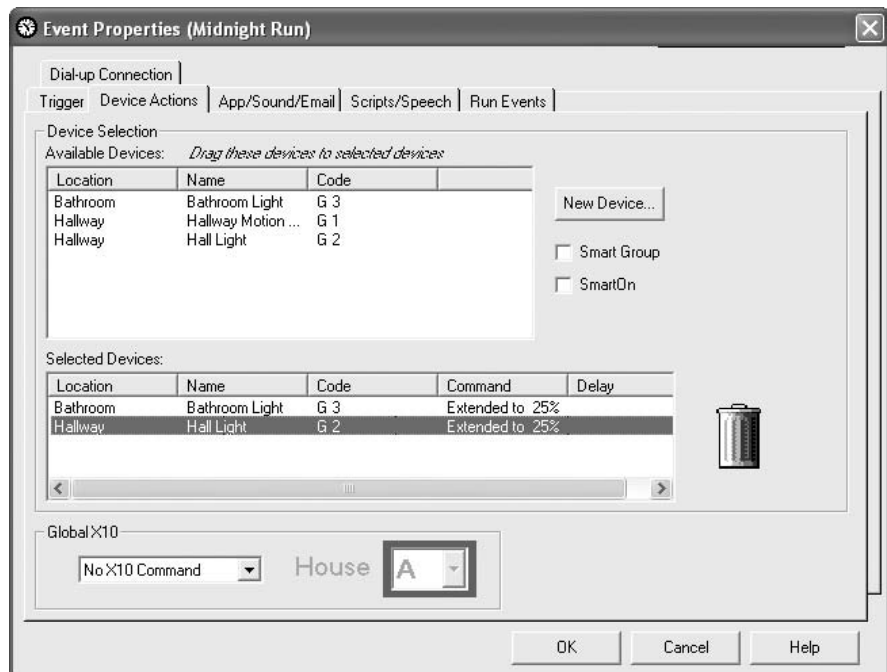 Event Properties (Midnight Run)
Dial-up Connection
Trigger Device Actions App/Sound/Email Scripts/Speech Run Events
Device Selection
Available Devices: Drag these devices to selected devices
Location Name Code
Bathroom Bathroom Light G 3
Hallway Hallway Motion ... G 1
Hallway Hall Light G 2
New Device...
Smart Group
SmartOn
Selected Devices:
Location Name Code Command Delay
Bathroom Bathroom Light G 3 Extended to 25%
Hallway Hall Light G 2 Extended to 25%
Global X10
No X10 Command House A
OK Cancel Help